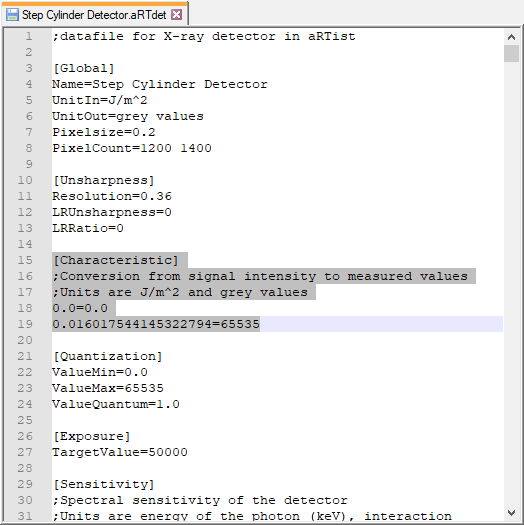 Step Cylinder Detector.aRTdet
1 ;datafile for X-ray detector in aRTist
2
3 [Global]
4 Name=Step Cylinder Detector
5 UnitIn=J/m^2
6 UnitOut=grey values
7 Pixelsize=0.2
8 PixelCount=1200 1400
9
10 [Unsharpness]
11 Resolution=0.36
12 LRUnsharpness=0
13 LRRatio=0
14
15 [Characteristic]
16 ;Conversion from signal intensity to measured values
17 ;Units are J/m^2 and grey values
18 0.0=0.0
19 0.016017544145322794=65535
20
21 [Quantization]
22 ValueMin=0.0
23 ValueMax=65535
24 ValueQuantum=1.0
25
26 [Exposure]
27 TargetValue=50000
28
29 [Sensitivity]
30 ;Spectral sensitivity of the detector
31 ;Units are energy of the photon (keV), interaction